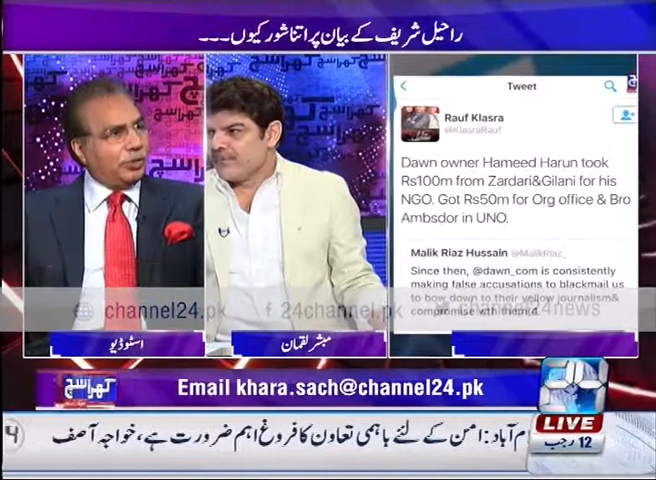 راحیل شریف کے بیان پر اتنا شور کیوں۔۔۔
Tweet
Rauf Klasra
@KlasraRauf
Dawn owner Hameed Harun took
Rs100m from Zardari&Gilani for his
NGO. Got Rs50m for Org office & Bro
Ambsdor in UNO.
Malik Riaz Hussain @MalikRiaz_
Since then, @dawn_com is consistently
making false accusations to blackmail us
to bow down to their yellow journalism&
compromise wth them(4
channel24.pk
f 24channel.pk
channel24news
اسٹوڈیو
مبشر لقمان
کھرا سچ
Email khara.sach@channel24.pk
LIVE
12 رجب
م آباد: امن کے لئے باہمی تعاون کا فروغ اہم ضرورت ہے، خواجہ آصف